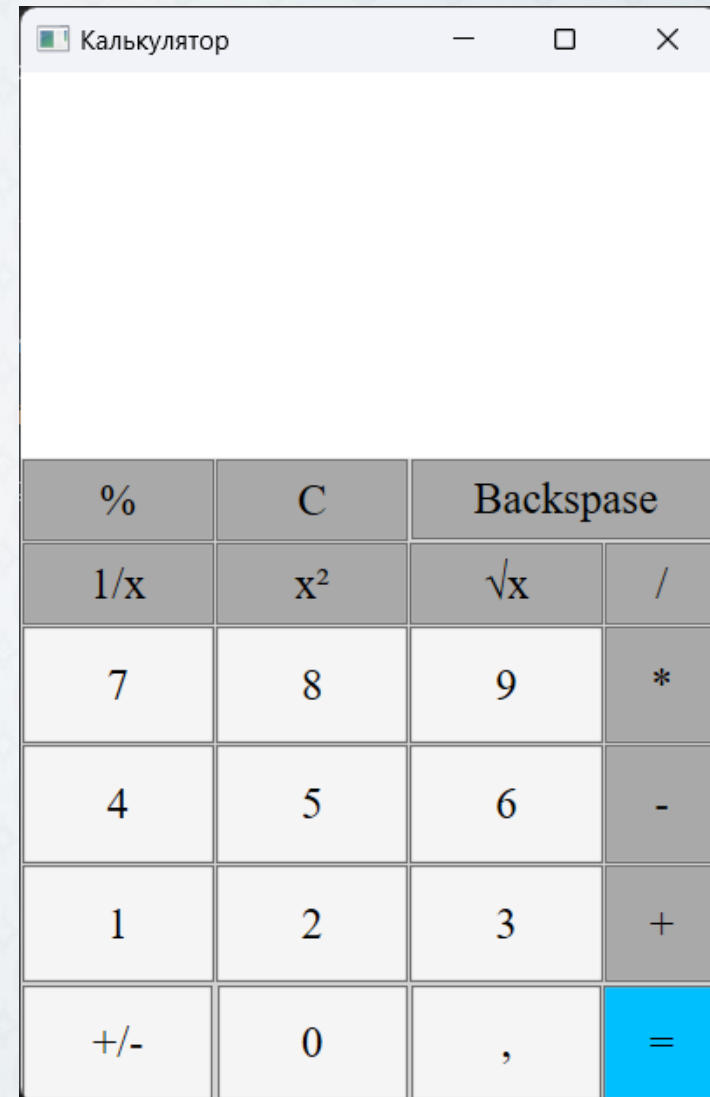 Калькулятор
% C Backspase
1/x x² √x /
7 8 9 *
4 5 6 -
1 2 3 +
+/- 0 , =